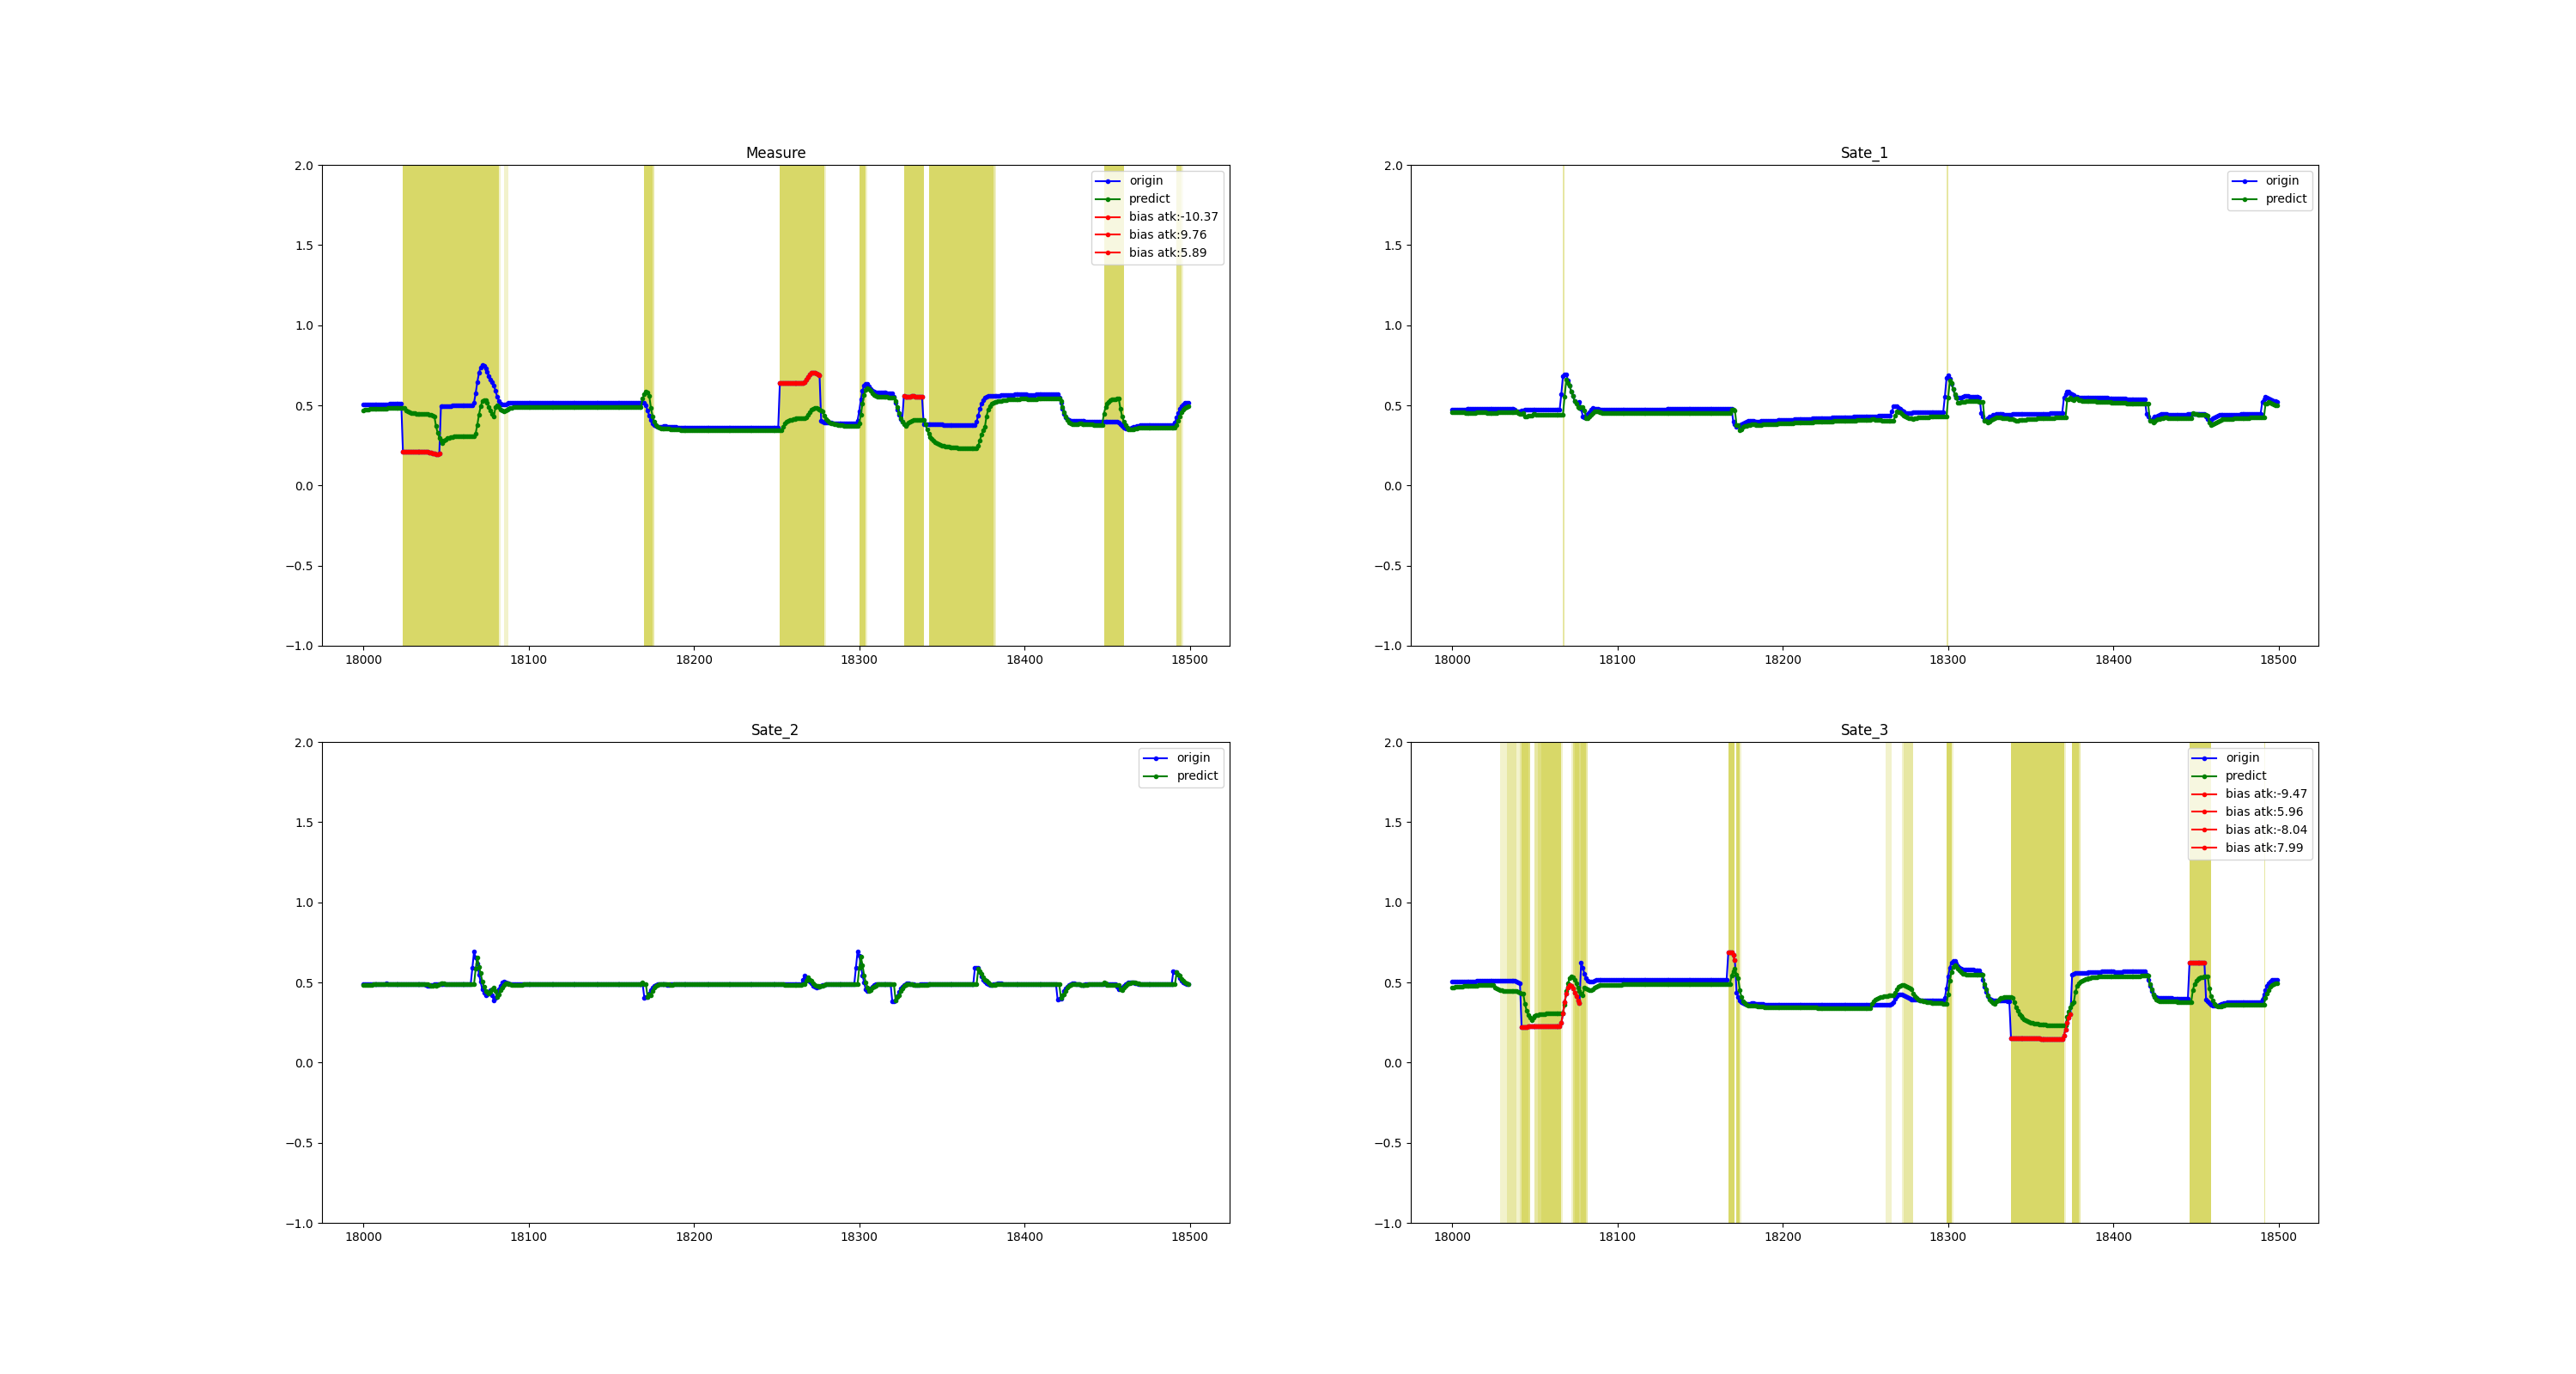 Measure
2.0
1.5
1.0
0.5
0.0
−0.5
−1.0
18000 18100 18200 18300 18400 18500
origin
predict
bias atk:-10.37
bias atk:9.76
bias atk:5.89
Sate_1
2.0
1.5
1.0
0.5
0.0
−0.5
−1.0
18000 18100 18200 18300 18400 18500
origin
predict
Sate_2
2.0
1.5
1.0
0.5
0.0
−0.5
−1.0
18000 18100 18200 18300 18400 18500
origin
predict
Sate_3
2.0
1.5
1.0
0.5
0.0
−0.5
−1.0
18000 18100 18200 18300 18400 18500
origin
predict
bias atk:-9.47
bias atk:5.96
bias atk:-8.04
bias atk:7.99